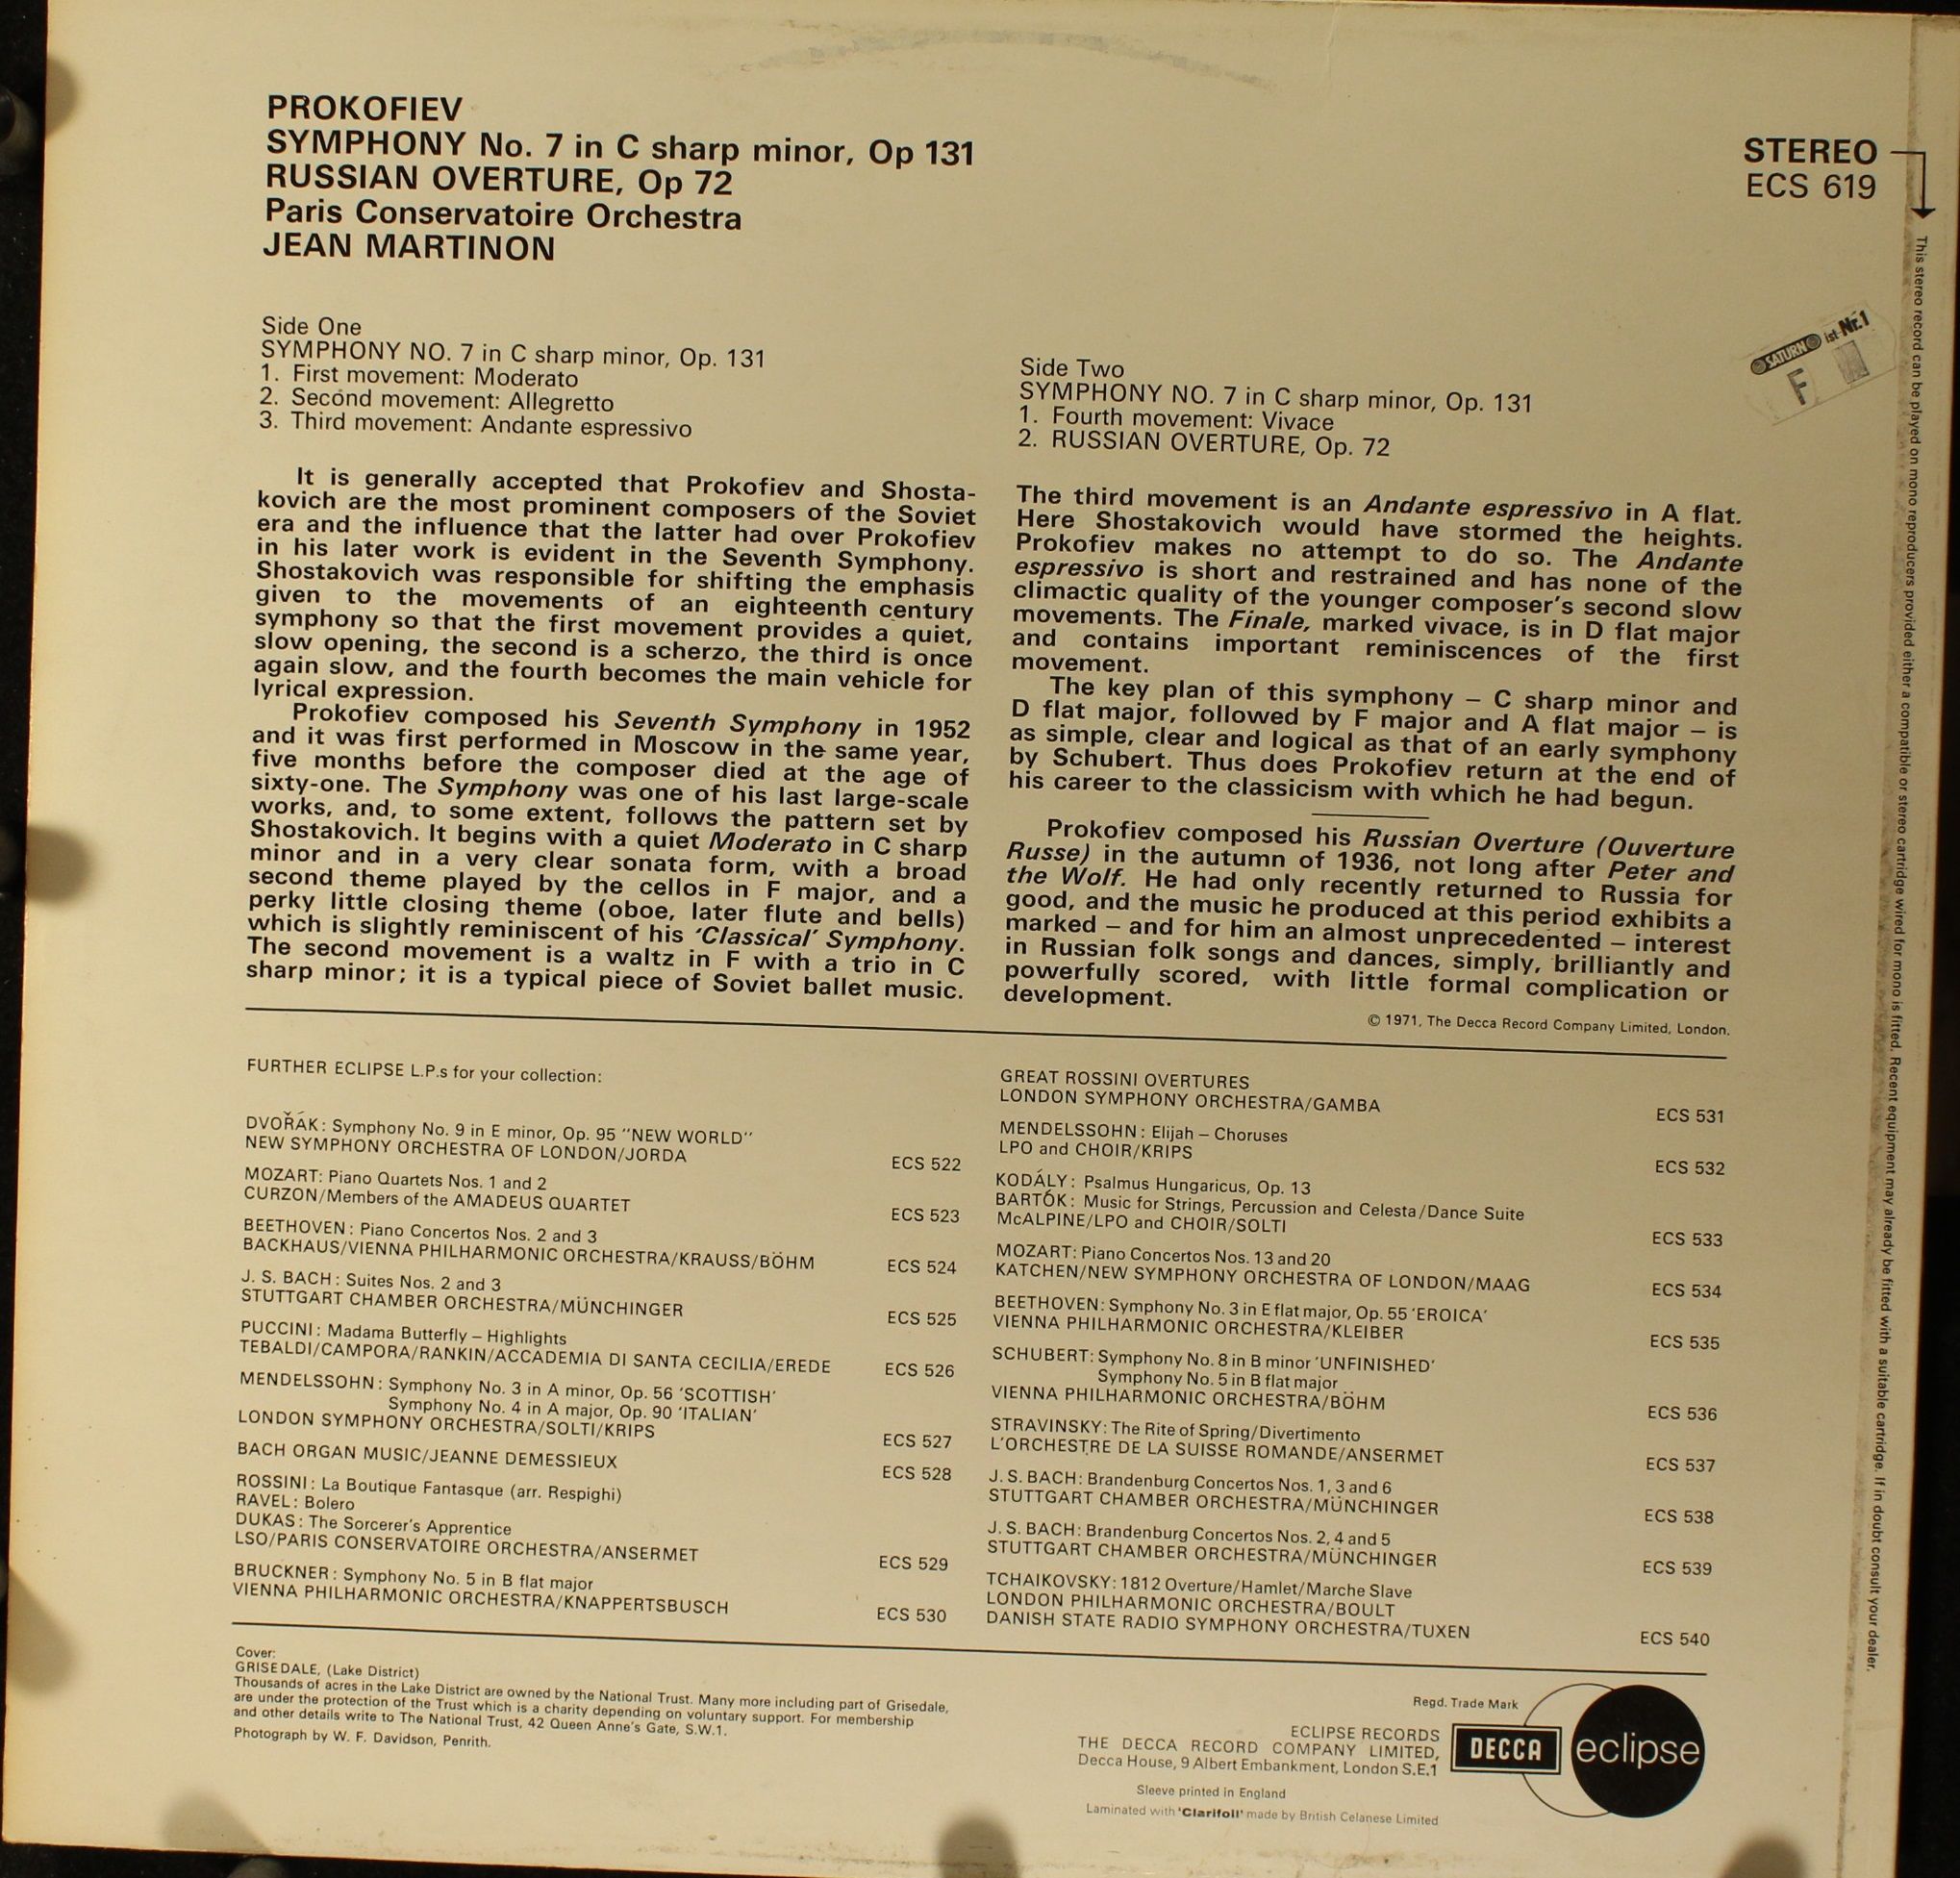 PROKOFIEV
SYMPHONY No. 7 in C sharp minor, Op 131
RUSSIAN OVERTURE, Op 72
Paris Conservatoire Orchestra
JEAN MARTINON
STEREO
ECS 619
This stereo record can be played on mono reproducers provided either a compatible or stereo cartridge wired for mono is fitted. Recent equipment may already be fitted with a suitable cartridge. If in doubt consult your dealer.
SATURN ist Nr.1
F
Side One
SYMPHONY NO. 7 in C sharp minor, Op. 131
1. First movement: Moderato
2. Second movement: Allegretto
3. Third movement: Andante espressivo
Side Two
SYMPHONY NO. 7 in C sharp minor, Op. 131
1. Fourth movement: Vivace
2. RUSSIAN OVERTURE, Op. 72
It is generally accepted that Prokofiev and Shosta-
kovich are the most prominent composers of the Soviet
era and the influence that the latter had over Prokofiev
in his later work is evident in the Seventh Symphony.
Shostakovich was responsible for shifting the emphasis
given to the movements of an eighteenth century
symphony so that the first movement provides a quiet,
slow opening, the second is a scherzo, the third is once
again slow, and the fourth becomes the main vehicle for
lyrical expression.
Prokofiev composed his Seventh Symphony in 1952
and it was first performed in Moscow in the same year,
five months before the composer died at the age of
sixty-one. The Symphony was one of his last large-scale
works, and, to some extent, follows the pattern set by
Shostakovich. It begins with a quiet Moderato in C sharp
minor and in a very clear sonata form, with a broad
second theme played by the cellos in F major, and a
perky little closing theme (oboe, later flute and bells)
which is slightly reminiscent of his 'Classical' Symphony.
The second movement is a waltz in F with a trio in C
sharp minor; it is a typical piece of Soviet ballet music.
The third movement is an Andante espressivo in A flat.
Here Shostakovich would have stormed the heights.
Prokofiev makes no attempt to do so. The Andante
espressivo is short and restrained and has none of the
climactic quality of the younger composer's second slow
movements. The Finale, marked vivace, is in D flat major
and contains important reminiscences of the first
movement.
The key plan of this symphony – C sharp minor and
D flat major, followed by F major and A flat major – is
as simple, clear and logical as that of an early symphony
by Schubert. Thus does Prokofiev return at the end of
his career to the classicism with which he had begun.
Prokofiev composed his Russian Overture (Ouverture
Russe) in the autumn of 1936, not long after Peter and
the Wolf. He had only recently returned to Russia for
good, and the music he produced at this period exhibits a
marked – and for him an almost unprecedented – interest
in Russian folk songs and dances, simply, brilliantly and
powerfully scored, with little formal complication or
development.
© 1971, The Decca Record Company Limited, London.
FURTHER ECLIPSE L.P.s for your collection:
DVOŘÁK: Symphony No. 9 in E minor, Op. 95 "NEW WORLD"
NEW SYMPHONY ORCHESTRA OF LONDON/JORDA
ECS 522
MOZART: Piano Quartets Nos. 1 and 2
CURZON/Members of the AMADEUS QUARTET
ECS 523
BEETHOVEN: Piano Concertos Nos. 2 and 3
BACKHAUS/VIENNA PHILHARMONIC ORCHESTRA/KRAUSS/BÖHM
ECS 524
J. S. BACH: Suites Nos. 2 and 3
STUTTGART CHAMBER ORCHESTRA/MÜNCHINGER
ECS 525
PUCCINI: Madama Butterfly – Highlights
TEBALDI/CAMPORA/RANKIN/ACCADEMIA DI SANTA CECILIA/EREDE
ECS 526
MENDELSSOHN: Symphony No. 3 in A minor, Op. 56 'SCOTTISH'
Symphony No. 4 in A major, Op. 90 'ITALIAN'
LONDON SYMPHONY ORCHESTRA/SOLTI/KRIPS
ECS 527
BACH ORGAN MUSIC/JEANNE DEMESSIEUX
ECS 528
ROSSINI: La Boutique Fantasque (arr. Respighi)
RAVEL: Bolero
DUKAS: The Sorcerer's Apprentice
LSO/PARIS CONSERVATOIRE ORCHESTRA/ANSERMET
ECS 529
BRUCKNER: Symphony No. 5 in B flat major
VIENNA PHILHARMONIC ORCHESTRA/KNAPPERTSBUSCH
ECS 530
GREAT ROSSINI OVERTURES
LONDON SYMPHONY ORCHESTRA/GAMBA
ECS 531
MENDELSSOHN: Elijah – Choruses
LPO and CHOIR/KRIPS
ECS 532
KODÁLY: Psalmus Hungaricus, Op. 13
BARTÓK: Music for Strings, Percussion and Celesta/Dance Suite
McALPINE/LPO and CHOIR/SOLTI
ECS 533
MOZART: Piano Concertos Nos. 13 and 20
KATCHEN/NEW SYMPHONY ORCHESTRA OF LONDON/MAAG
ECS 534
BEETHOVEN: Symphony No. 3 in E flat major, Op. 55 'EROICA'
VIENNA PHILHARMONIC ORCHESTRA/KLEIBER
ECS 535
SCHUBERT: Symphony No. 8 in B minor 'UNFINISHED'
Symphony No. 5 in B flat major
VIENNA PHILHARMONIC ORCHESTRA/BÖHM
ECS 536
STRAVINSKY: The Rite of Spring/Divertimento
L'ORCHESTRE DE LA SUISSE ROMANDE/ANSERMET
ECS 537
J. S. BACH: Brandenburg Concertos Nos. 1, 3 and 6
STUTTGART CHAMBER ORCHESTRA/MÜNCHINGER
ECS 538
J. S. BACH: Brandenburg Concertos Nos. 2, 4 and 5
STUTTGART CHAMBER ORCHESTRA/MÜNCHINGER
ECS 539
TCHAIKOVSKY: 1812 Overture/Hamlet/Marche Slave
LONDON PHILHARMONIC ORCHESTRA/BOULT
DANISH STATE RADIO SYMPHONY ORCHESTRA/TUXEN
ECS 540
Cover:
GRISEDALE, (Lake District)
Thousands of acres in the Lake District are owned by the National Trust. Many more including part of Grisedale,
are under the protection of the Trust which is a charity depending on voluntary support. For membership
and other details write to The National Trust, 42 Queen Anne's Gate, S.W.1.
Photograph by W. F. Davidson, Penrith.
Regd. Trade Mark
ECLIPSE RECORDS
THE DECCA RECORD COMPANY LIMITED,
Decca House, 9 Albert Embankment, London S.E.1
DECCA
eclipse
Sleeve printed in England
Laminated with 'Clarifoil' made by British Celanese Limited